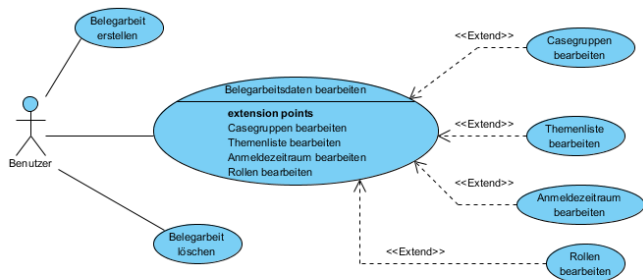 Belegarbeit
erstellen
<<Extend>>
Casegruppen
bearbeiten
Belegarbeitsdaten bearbeiten
extension points
Casegruppen bearbeiten
Themenliste bearbeiten
Anmeldezeitraum bearbeiten
Rollen bearbeiten
<<Extend>>
Themenliste
bearbeiten
Benutzer
<<Extend>>
Anmeldezeitraum
bearbeiten
Belegarbeit
löschen
<<Extend>>
Rollen
bearbeiten